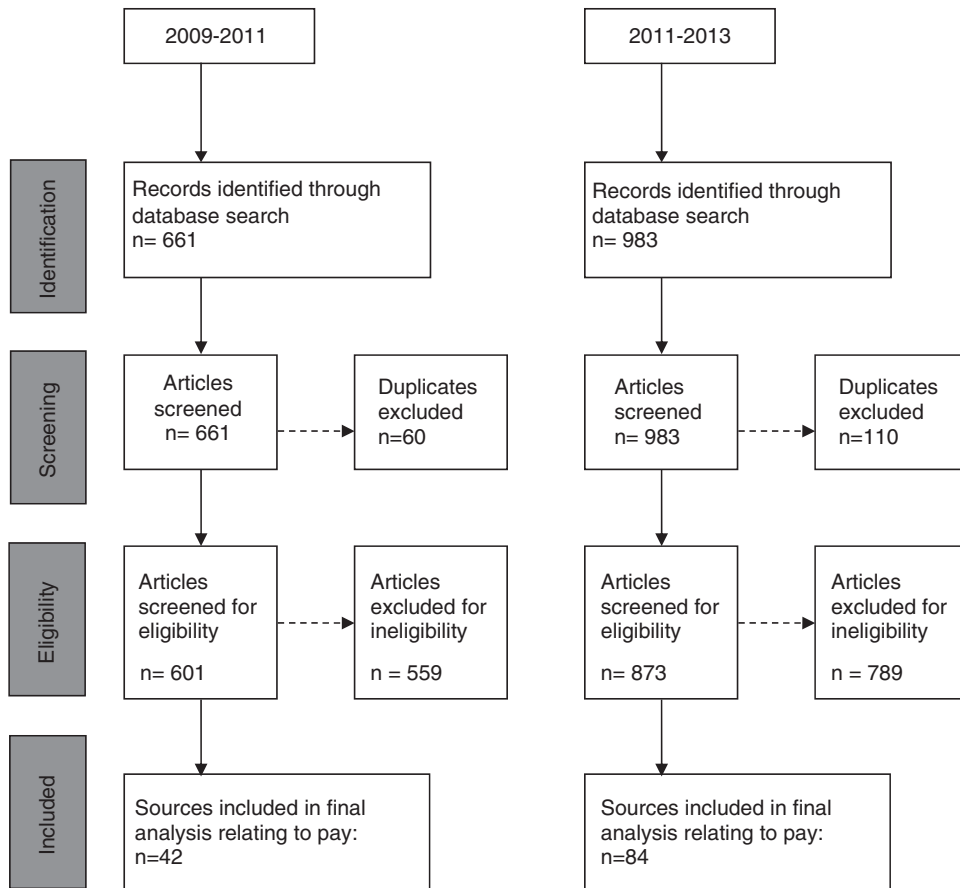 2009-2011
2011-2013
Identification
Records identified through
database search
n= 661
Records identified through
database search
n= 983
Screening
Articles
screened
n= 661
Duplicates
excluded
n=60
Articles
screened
n= 983
Duplicates
excluded
n=110
Eligibility
Articles
screened for
eligibility
n= 601
Articles
excluded for
ineligibility
n = 559
Articles
screened for
eligibility
n= 873
Articles
excluded for
ineligibility
n = 789
Included
Sources included in final
analysis relating to pay:
n=42
Sources included in final
analysis relating to pay:
n=84